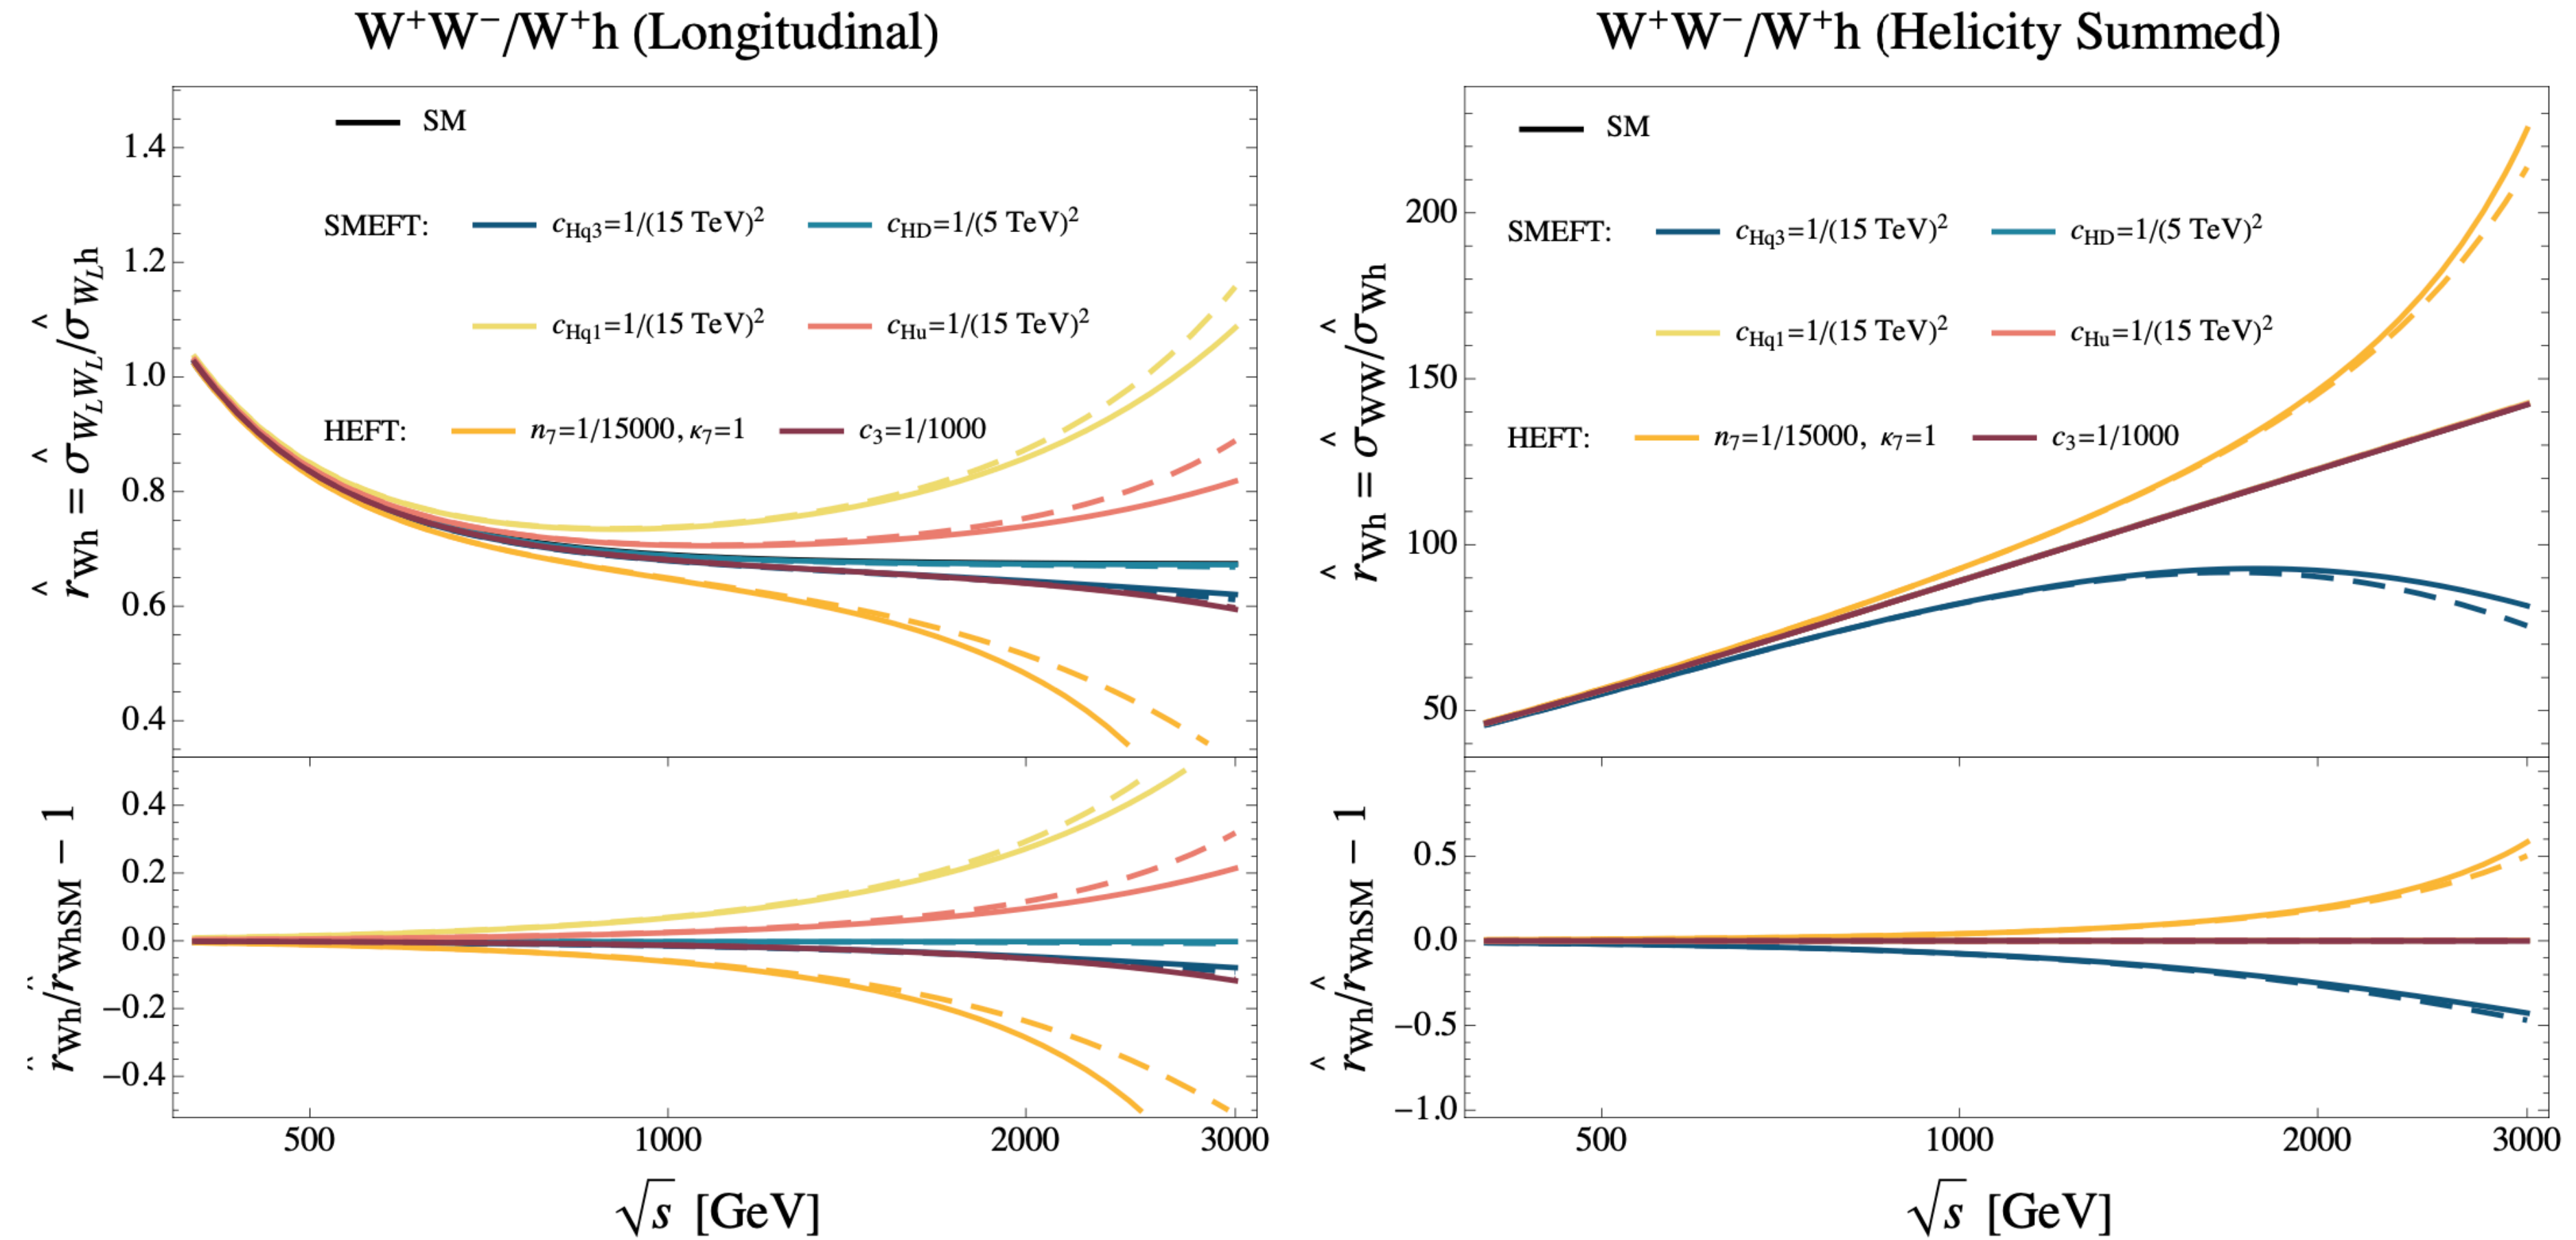 W⁺W⁻/W⁺h (Longitudinal)
SM
SMEFT:
c_Hq3=1/(15 TeV)²
c_HD=1/(5 TeV)²
c_Hq1=1/(15 TeV)²
c_Hu=1/(15 TeV)²
HEFT:
n₇=1/15000, κ₇=1
c₃=1/1000
r̂_Wh = σ̂_W_LW_L/σ̂_W_Lh
1.4
1.2
1.0
0.8
0.6
0.4
r̂_Wh/r̂_WhSM − 1
0.4
0.2
0.0
−0.2
−0.4
500
1000
2000
3000
√s [GeV]
W⁺W⁻/W⁺h (Helicity Summed)
SM
SMEFT:
c_Hq3=1/(15 TeV)²
c_HD=1/(5 TeV)²
c_Hq1=1/(15 TeV)²
c_Hu=1/(15 TeV)²
HEFT:
n₇=1/15000, κ₇=1
c₃=1/1000
r̂_Wh = σ̂_WW/σ̂_Wh
200
150
100
50
r̂_Wh/r̂_WhSM − 1
0.5
0.0
−0.5
−1.0
500
1000
2000
3000
√s [GeV]